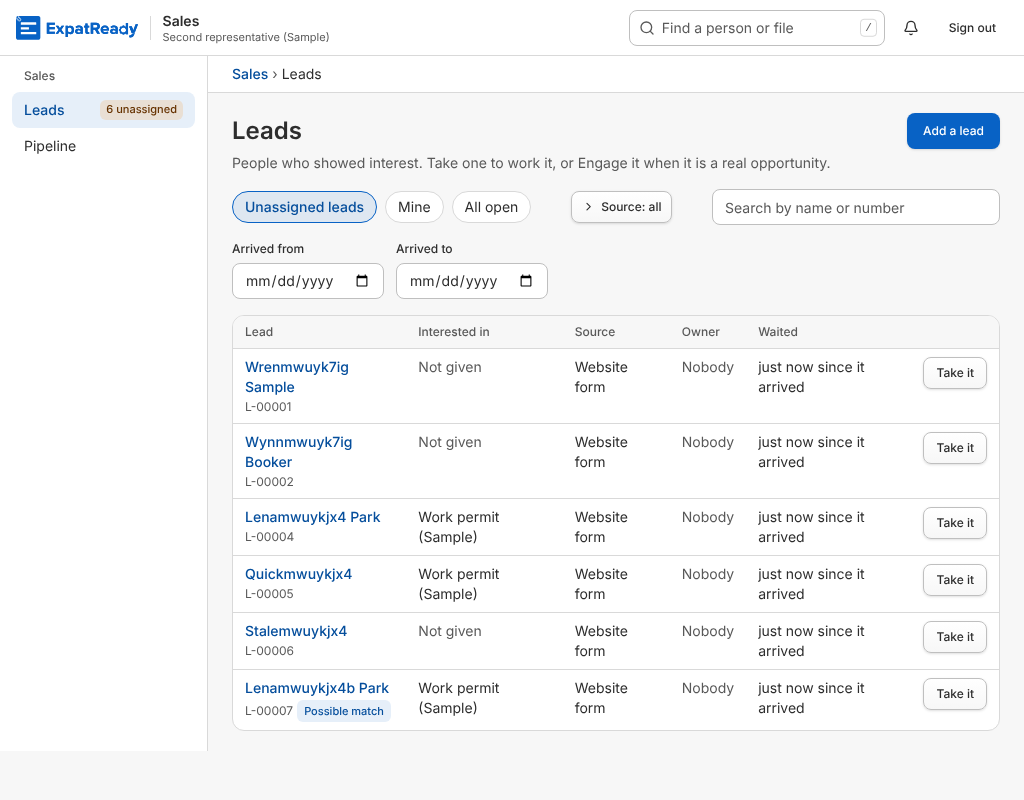 ExpatReady
Sales
Second representative (Sample)
Find a person or file
/
Sign out
Sales
Leads
6 unassigned
Pipeline
Sales › Leads
Leads
Add a lead
People who showed interest. Take one to work it, or Engage it when it is a real opportunity.
Unassigned leads
Mine
All open
Source: all
Search by name or number
Arrived from
Arrived to
mm/dd/yyyy
mm/dd/yyyy
Lead Interested in Source Owner Waited
Wrenmwuyk7ig Not given Website Nobody just now since it Take it
Sample form arrived
L-00001
Wynnmwuyk7ig Not given Website Nobody just now since it Take it
Booker form arrived
L-00002
Lenamwuykjx4 Park Work permit Website Nobody just now since it Take it
L-00004 (Sample) form arrived
Quickmwuykjx4 Work permit Website Nobody just now since it Take it
L-00005 (Sample) form arrived
Stalemwuykjx4 Not given Website Nobody just now since it Take it
L-00006 form arrived
Lenamwuykjx4b Park Work permit Website Nobody just now since it Take it
L-00007 Possible match (Sample) form arrived